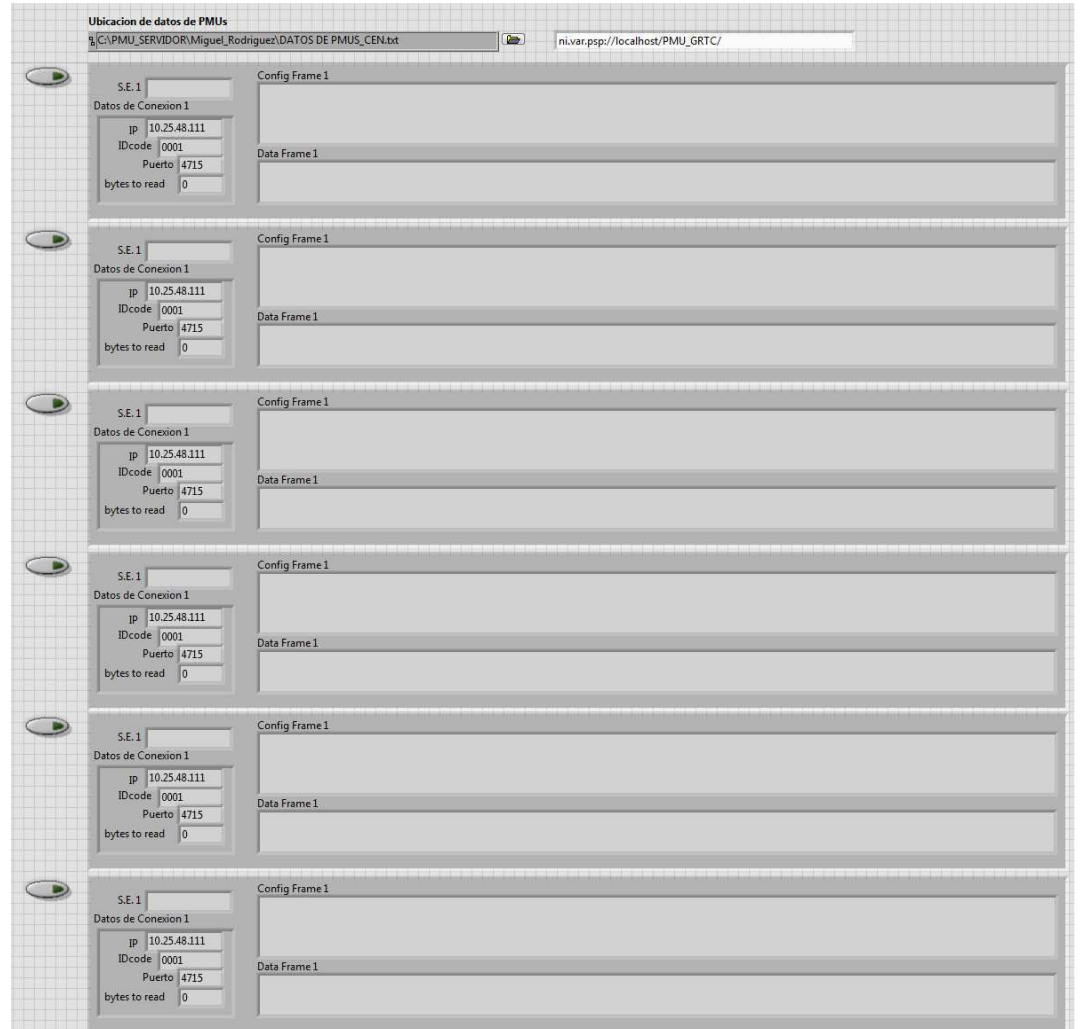 Ubicacion de datos de PMUs
C:\PMU_SERVIDOR\Miguel_Rodriguez\DATOS DE PMUS_CEN.txt
ni.var.psp://localhost/PMU_GRTC/
Config Frame 1
S.E. 1
Datos de Conexion 1
IP 10.25.48.111
IDcode 0001
Data Frame 1
Puerto 4715
bytes to read 0
Config Frame 1
S.E. 1
Datos de Conexion 1
IP 10.25.48.111
IDcode 0001
Data Frame 1
Puerto 4715
bytes to read 0
Config Frame 1
S.E. 1
Datos de Conexion 1
IP 10.25.48.111
IDcode 0001
Data Frame 1
Puerto 4715
bytes to read 0
Config Frame 1
S.E. 1
Datos de Conexion 1
IP 10.25.48.111
IDcode 0001
Data Frame 1
Puerto 4715
bytes to read 0
Config Frame 1
S.E. 1
Datos de Conexion 1
IP 10.25.48.111
IDcode 0001
Data Frame 1
Puerto 4715
bytes to read 0
Config Frame 1
S.E. 1
Datos de Conexion 1
IP 10.25.48.111
IDcode 0001
Data Frame 1
Puerto 4715
bytes to read 0